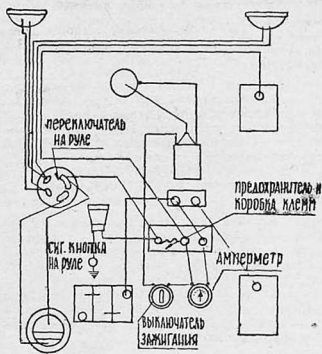 ПЕРЕКЛЮЧАТЕЛЬ
НА РУЛЕ
ПРЕДОХРАНИТЕЛЬ И
КОРОБКА КЛЕММ
СИГ. КНОПКА
НА РУЛЕ
АМПЕРМЕТР
ВЫКЛЮЧАТЕЛЬ
ЗАЖИГАНИЯ